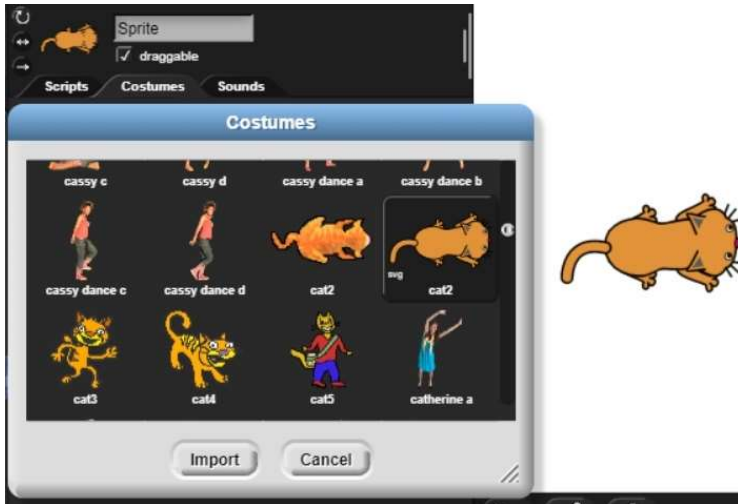 Sprite
draggable
Scripts Costumes Sounds
Costumes
cassy c cassy d cassy dance a cassy dance b
cassy dance c cassy dance d cat2 svg cat2
cat3 cat4 cat5 catherine a
Import Cancel